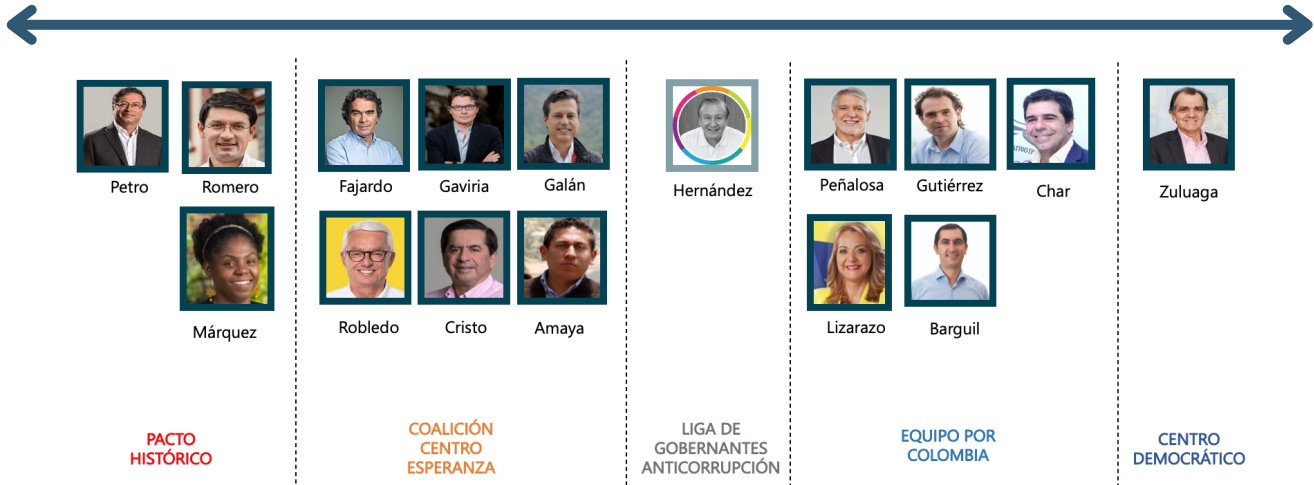 Petro
Romero
Fajardo
Gaviria
Galán
Hernández
Peñalosa
Gutiérrez
Char
Zuluaga
Márquez
Robledo
Cristo
Amaya
Lizarazo
Barguil
PACTO
HISTÓRICO
COALICIÓN
CENTRO
ESPERANZA
LIGA DE
GOBERNANTES
ANTICORRUPCIÓN
EQUIPO POR
COLOMBIA
CENTRO
DEMOCRÁTICO